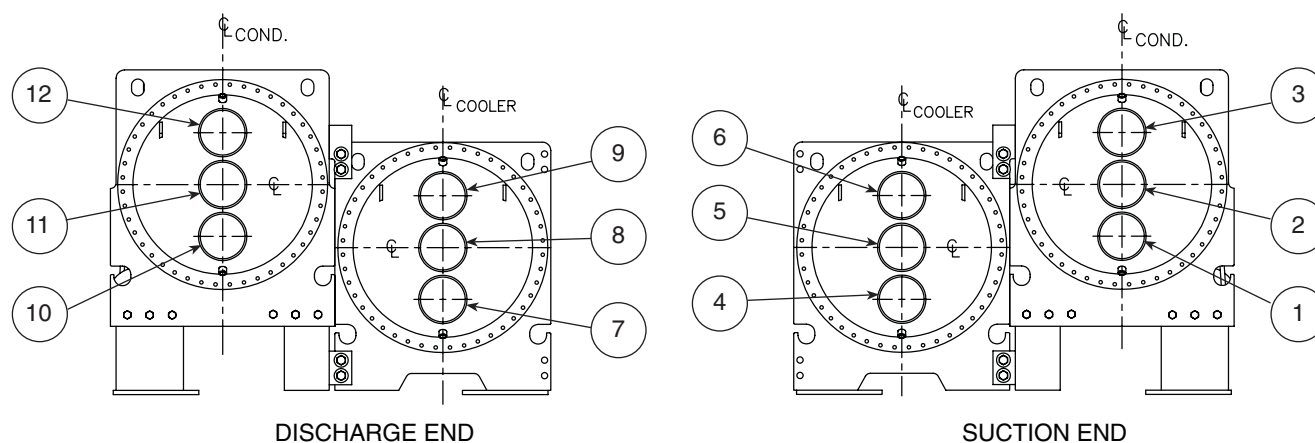 ℄ COND.
℄ COOLER
12
11
10
9
8
7
℄
℄
DISCHARGE END
℄ COOLER
℄ COND.
6
5
4
3
2
1
℄
℄
SUCTION END